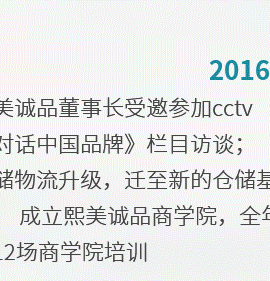 2016
美诚品董事长受邀参加cctv
对话中国品牌》栏目访谈；
储物流升级，迁至新的仓储基
成立熙美诚品商学院，全年
12场商学院培训